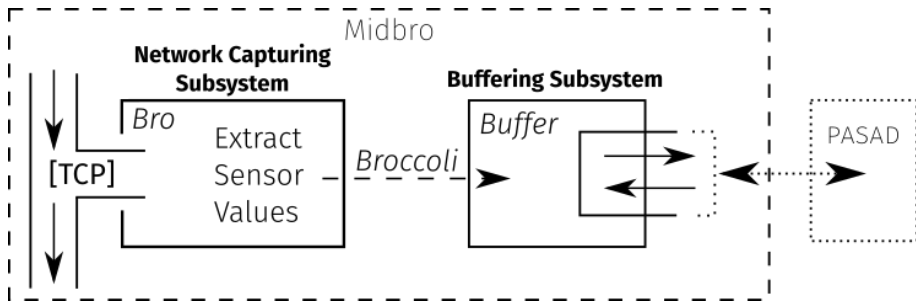 Midbro
Network Capturing
Subsystem
Buffering Subsystem
Bro
Extract
Sensor
Values
[TCP]
Broccoli
Buffer
PASAD